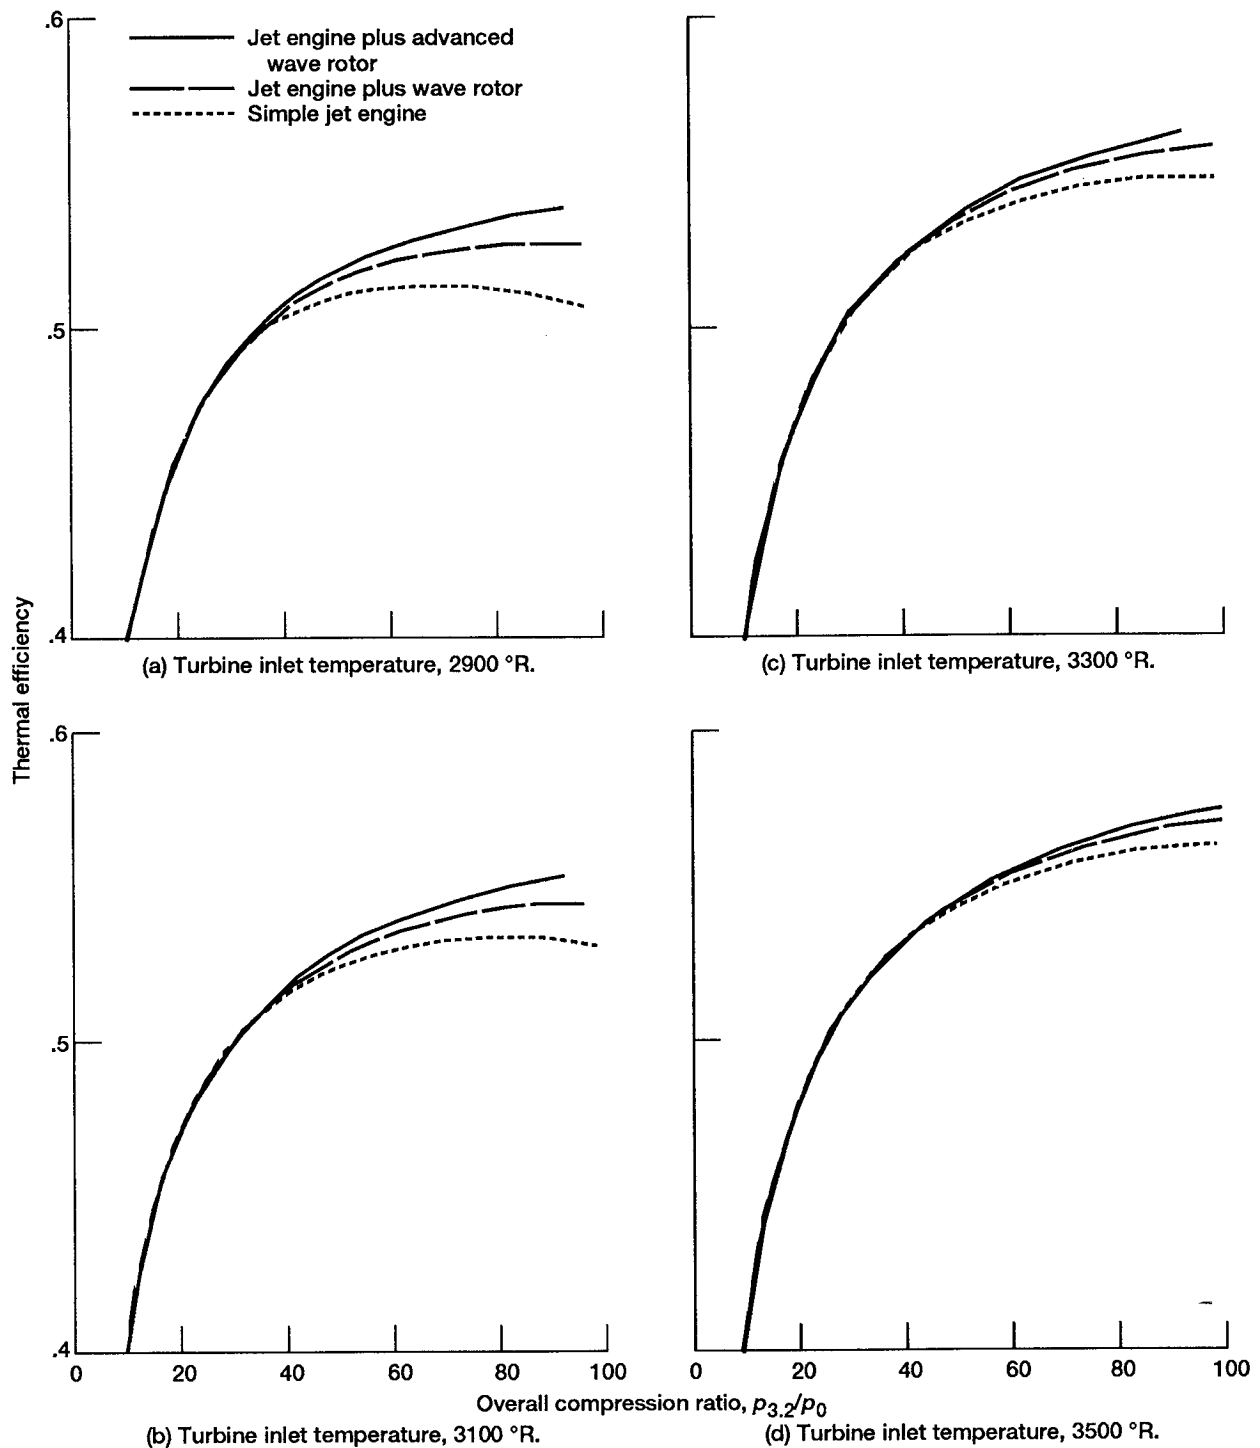 .6
Jet engine plus advanced
wave rotor
Jet engine plus wave rotor
Simple jet engine
.5
.4
(a) Turbine inlet temperature, 2900 °R.
(c) Turbine inlet temperature, 3300 °R.
Thermal efficiency
.6
.5
.4
0 20 40 60 80 100
0 20 40 60 80 100
Overall compression ratio, p3.2/p0
(b) Turbine inlet temperature, 3100 °R.
(d) Turbine inlet temperature, 3500 °R.